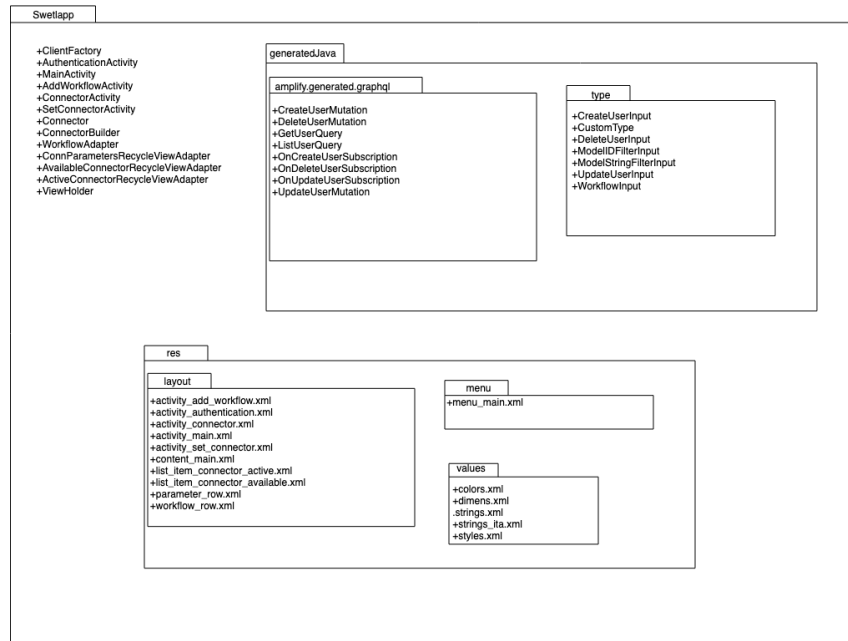 Swetlapp
+ClientFactory
+AuthenticationActivity
+MainActivity
+AddWorkflowActivity
+ConnectorActivity
+SetConnectorActivity
+Connector
+ConnectorBuilder
+WorkflowAdapter
+ConnParametersRecycleViewAdapter
+AvailableConnectorRecycleViewAdapter
+ActiveConnectorRecycleViewAdapter
+ViewHolder
generatedJava
amplify.generated.graphql
+CreateUserMutation
+DeleteUserMutation
+GetUserQuery
+ListUserQuery
+OnCreateUserSubscription
+OnDeleteUserSubscription
+OnUpdateUserSubscription
+UpdateUserMutation
type
+CreateUserInput
+CustomType
+DeleteUserInput
+ModelIDFilterInput
+ModelStringFilterInput
+UpdateUserInput
+WorkflowInput
res
layout
+activity_add_workflow.xml
+activity_authentication.xml
+activity_connector.xml
+activity_main.xml
+activity_set_connector.xml
+content_main.xml
+list_item_connector_active.xml
+list_item_connector_available.xml
+parameter_row.xml
+workflow_row.xml
menu
+menu_main.xml
values
+colors.xml
+dimens.xml
.strings.xml
+strings_ita.xml
+styles.xml